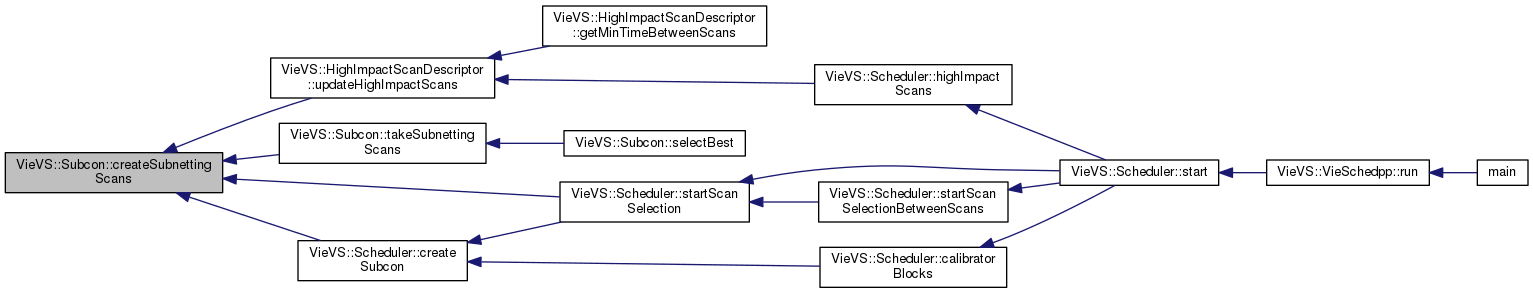 VieVS::HighImpactScanDescriptor
::getMinTimeBetweenScans
VieVS::HighImpactScanDescriptor
::updateHighImpactScans
VieVS::Scheduler::highImpact
Scans
VieVS::Subcon::takeSubnetting
Scans
VieVS::Subcon::selectBest
VieVS::Subcon::createSubnetting
Scans
VieVS::Scheduler::start
VieVS::VieSchedpp::run
main
VieVS::Scheduler::startScan
Selection
VieVS::Scheduler::startScan
SelectionBetweenScans
VieVS::Scheduler::create
Subcon
VieVS::Scheduler::calibrator
Blocks